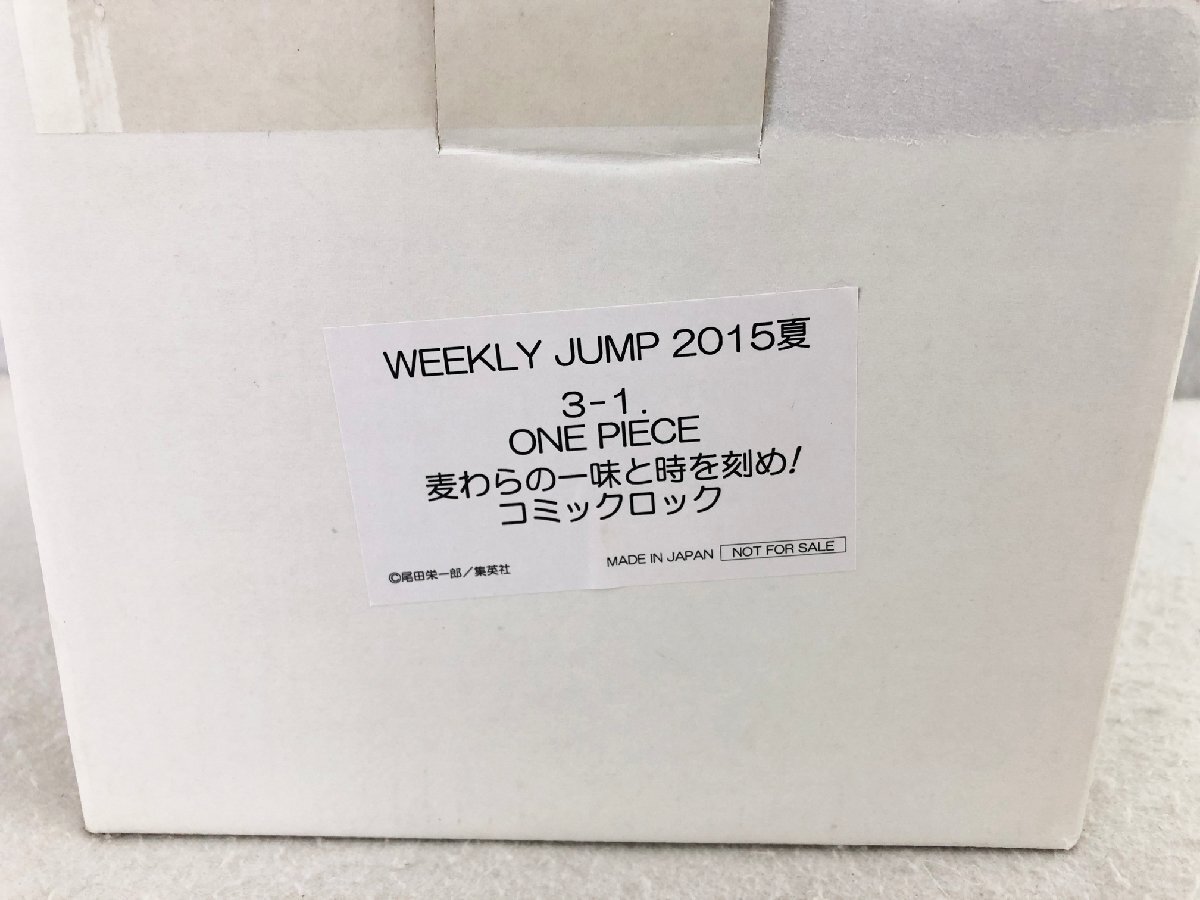 WEEKLY JUMP 2015夏
3-1.
ONE PIECE
麦わらの一味と時を刻め!
コミックロック
©尾田栄一郎/集英社 MADE IN JAPAN NOT FOR SALE